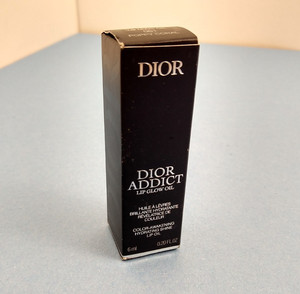 DIOR
DIOR
ADDICT
LIP GLOW OIL
HUILE À LÈVRES
BRILLANTE HYDRATANTE
RÉVÉLATRICE DE
COULEUR
COLOR-AWAKENING
HYDRATING SHINE
LIP OIL
6 ml
0.20 FL OZ